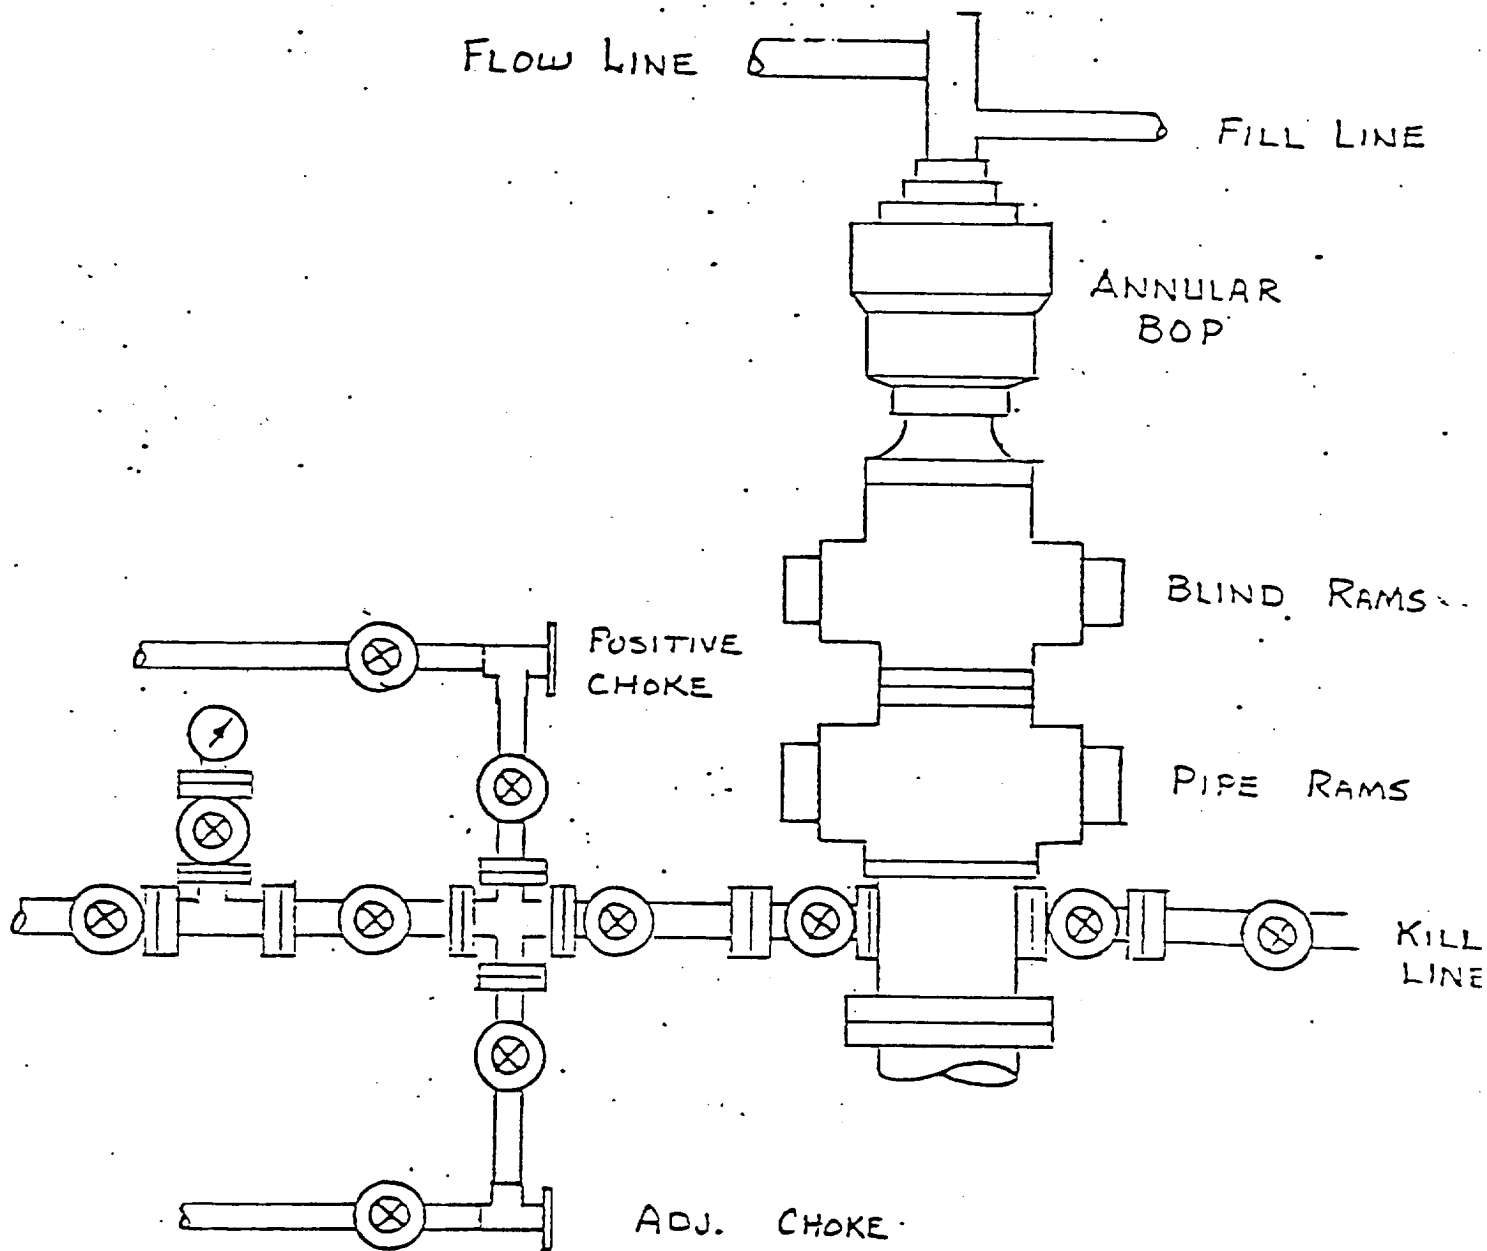 FLOW LINE
FILL LINE
ANNULAR
BOP
BLIND RAMS
POSITIVE
CHOKE
PIPE RAMS
KILL
LINE
ADJ. CHOKE